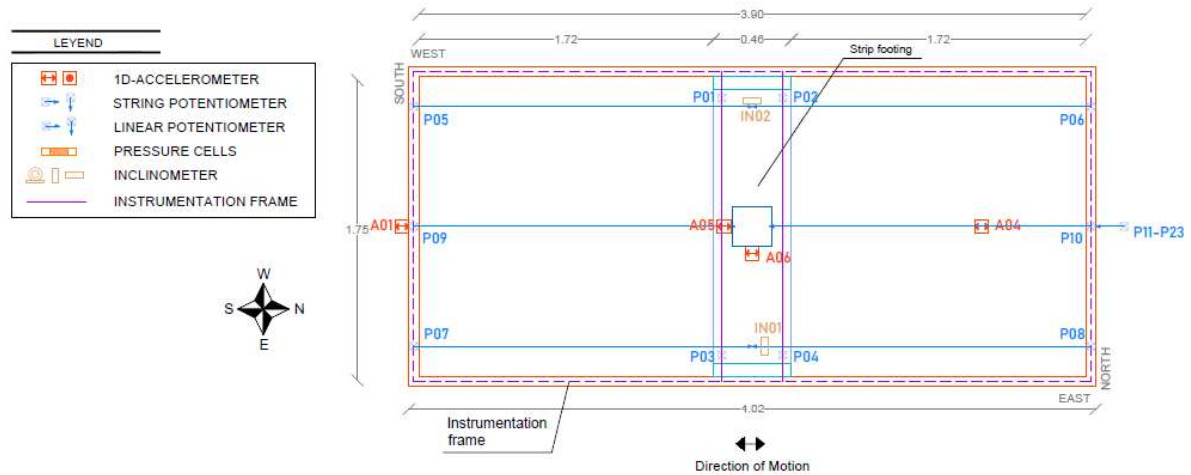 3.90
1.72 0.46 1.72
LEYEND
1D-ACCELEROMETER
STRING POTENTIOMETER
LINEAR POTENTIOMETER
PRESSURE CELLS
INCLINOMETER
INSTRUMENTATION FRAME
WEST
Strip footing
SOUTH
P01 P02
P05 IN02 P06
1.75
A01 A05 A04
P09 P10 P11-P23
A06
W
S N
E
P07 IN01 P08
P03 P04
NORTH
EAST
4.02
Instrumentation
frame
Direction of Motion